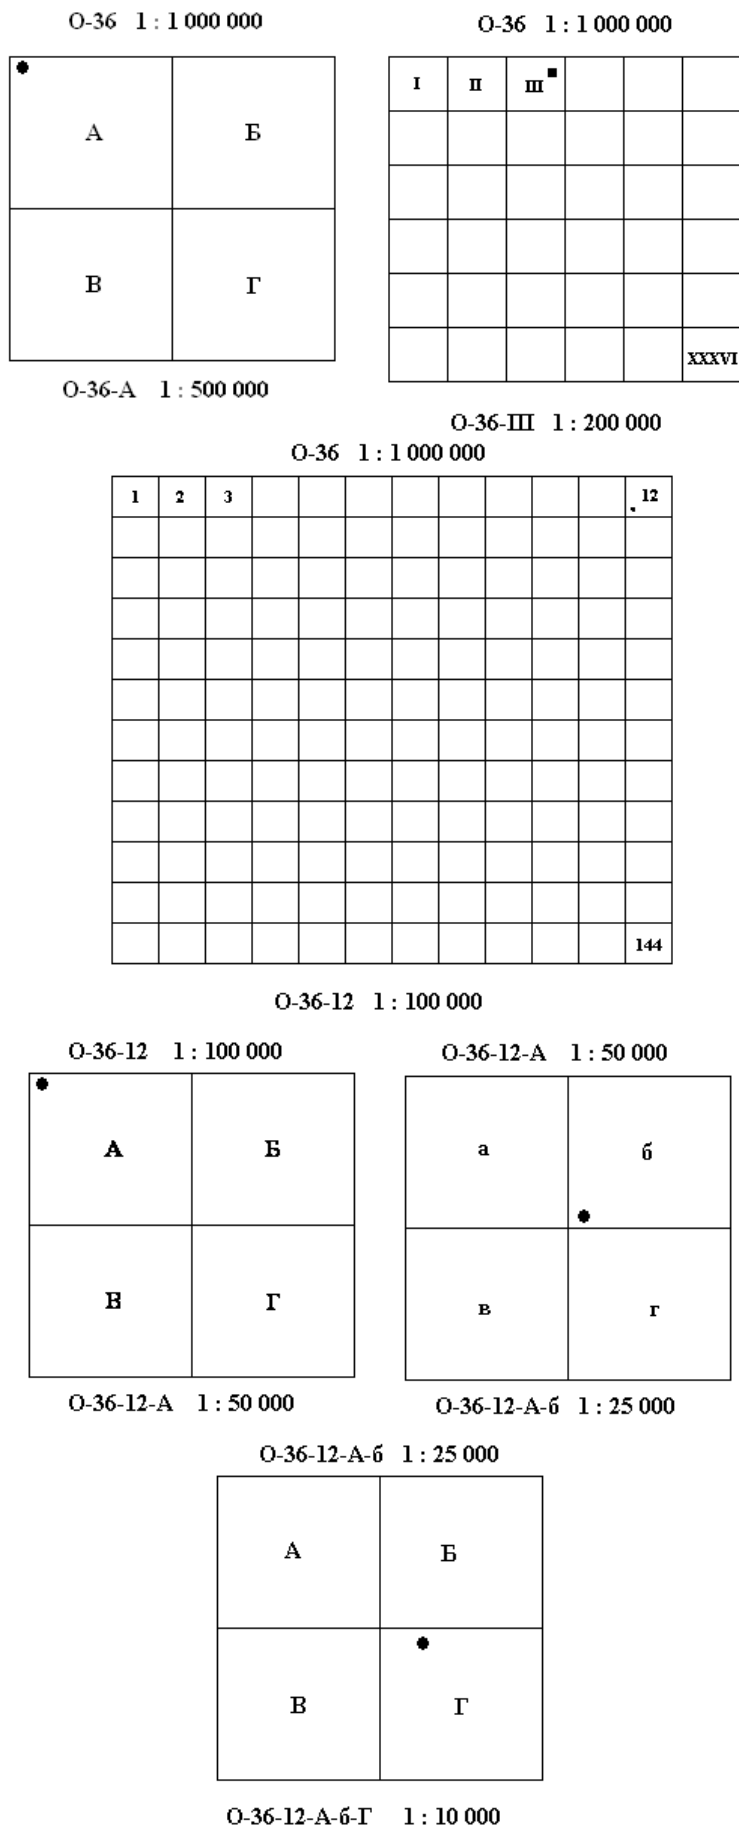 О-36 1 : 1 000 000
О-36 1 : 1 000 000
А Б
В Г
I II III
XXXVI
О-36-А 1 : 500 000
О-36-III 1 : 200 000
О-36 1 : 1 000 000
1 2 3 12
144
О-36-12 1 : 100 000
О-36-12 1 : 100 000
О-36-12-А 1 : 50 000
А Б
В Г
а б
в г
О-36-12-А 1 : 50 000
О-36-12-А-б 1 : 25 000
О-36-12-А-б 1 : 25 000
А Б
В Г
О-36-12-А-б-Г 1 : 10 000